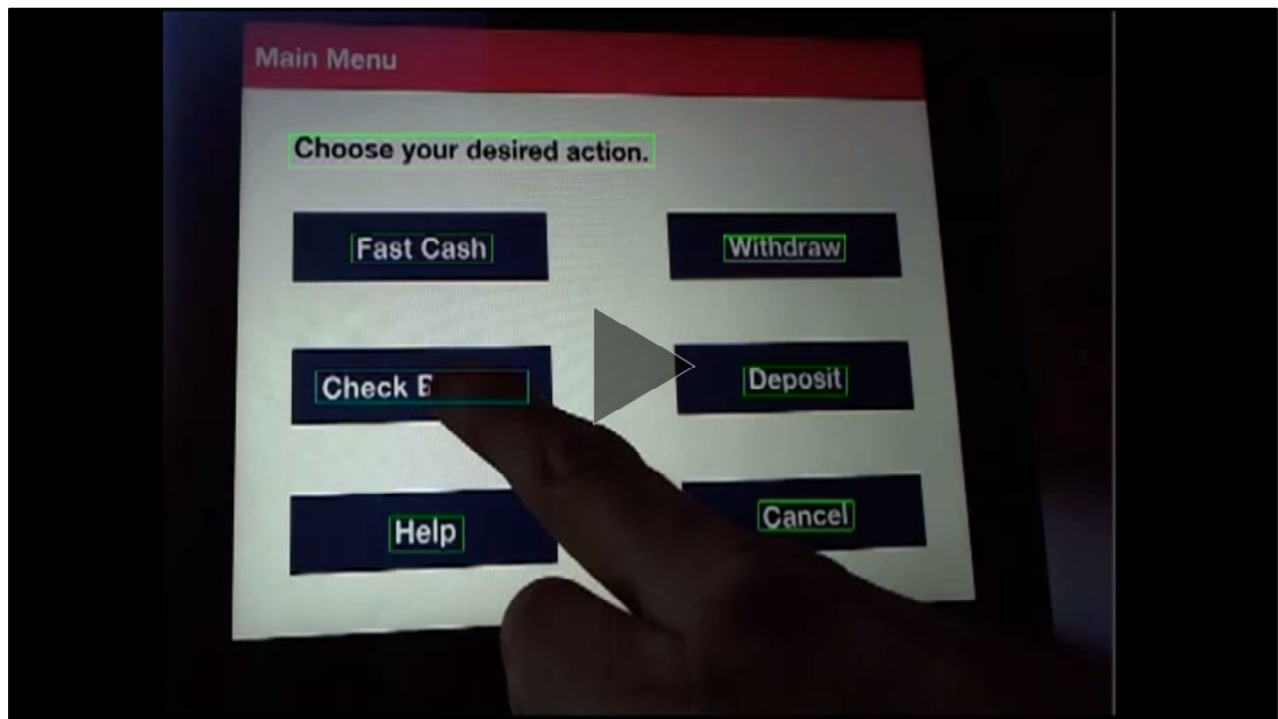 Main Menu
Choose your desired action.
Fast Cash
Withdraw
Check
Deposit
Help
Cancel